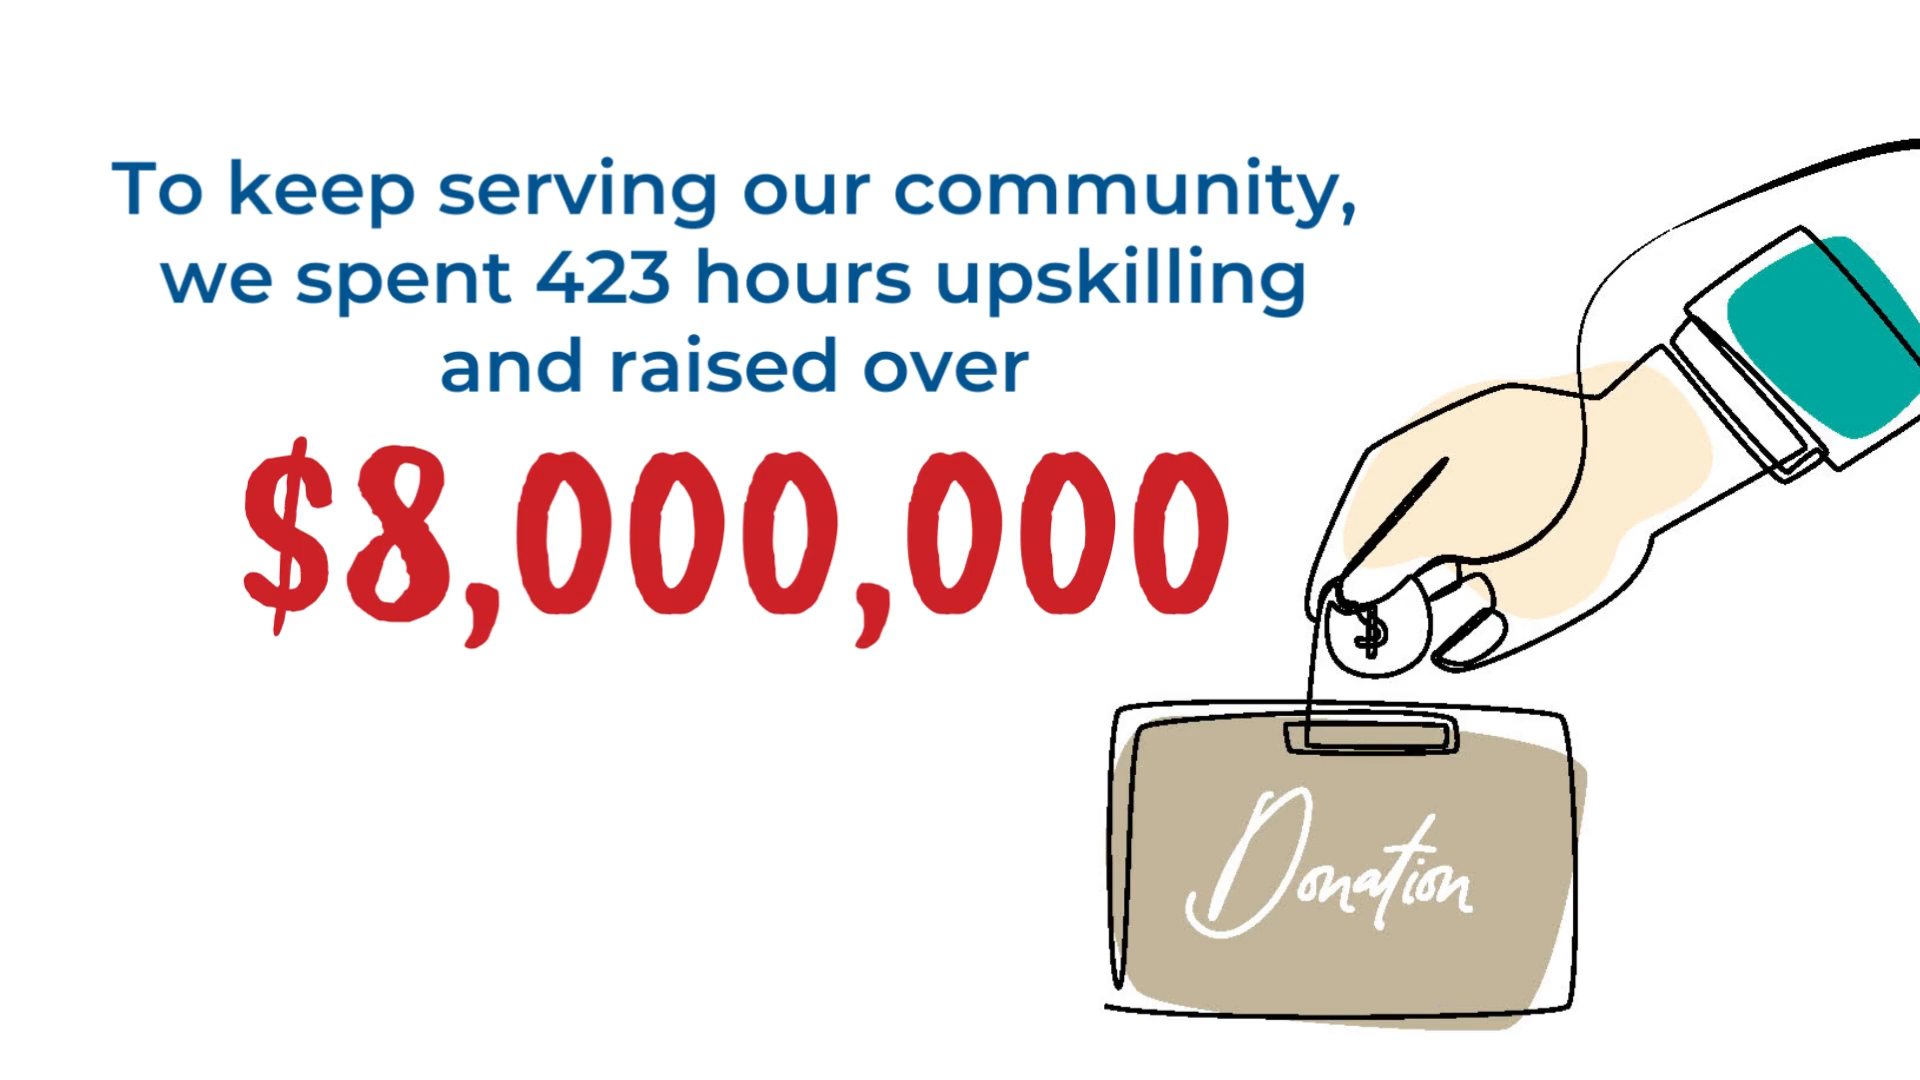 To keep serving our community,
we spent 423 hours upskilling
and raised over
$8,000,000
$
Donation